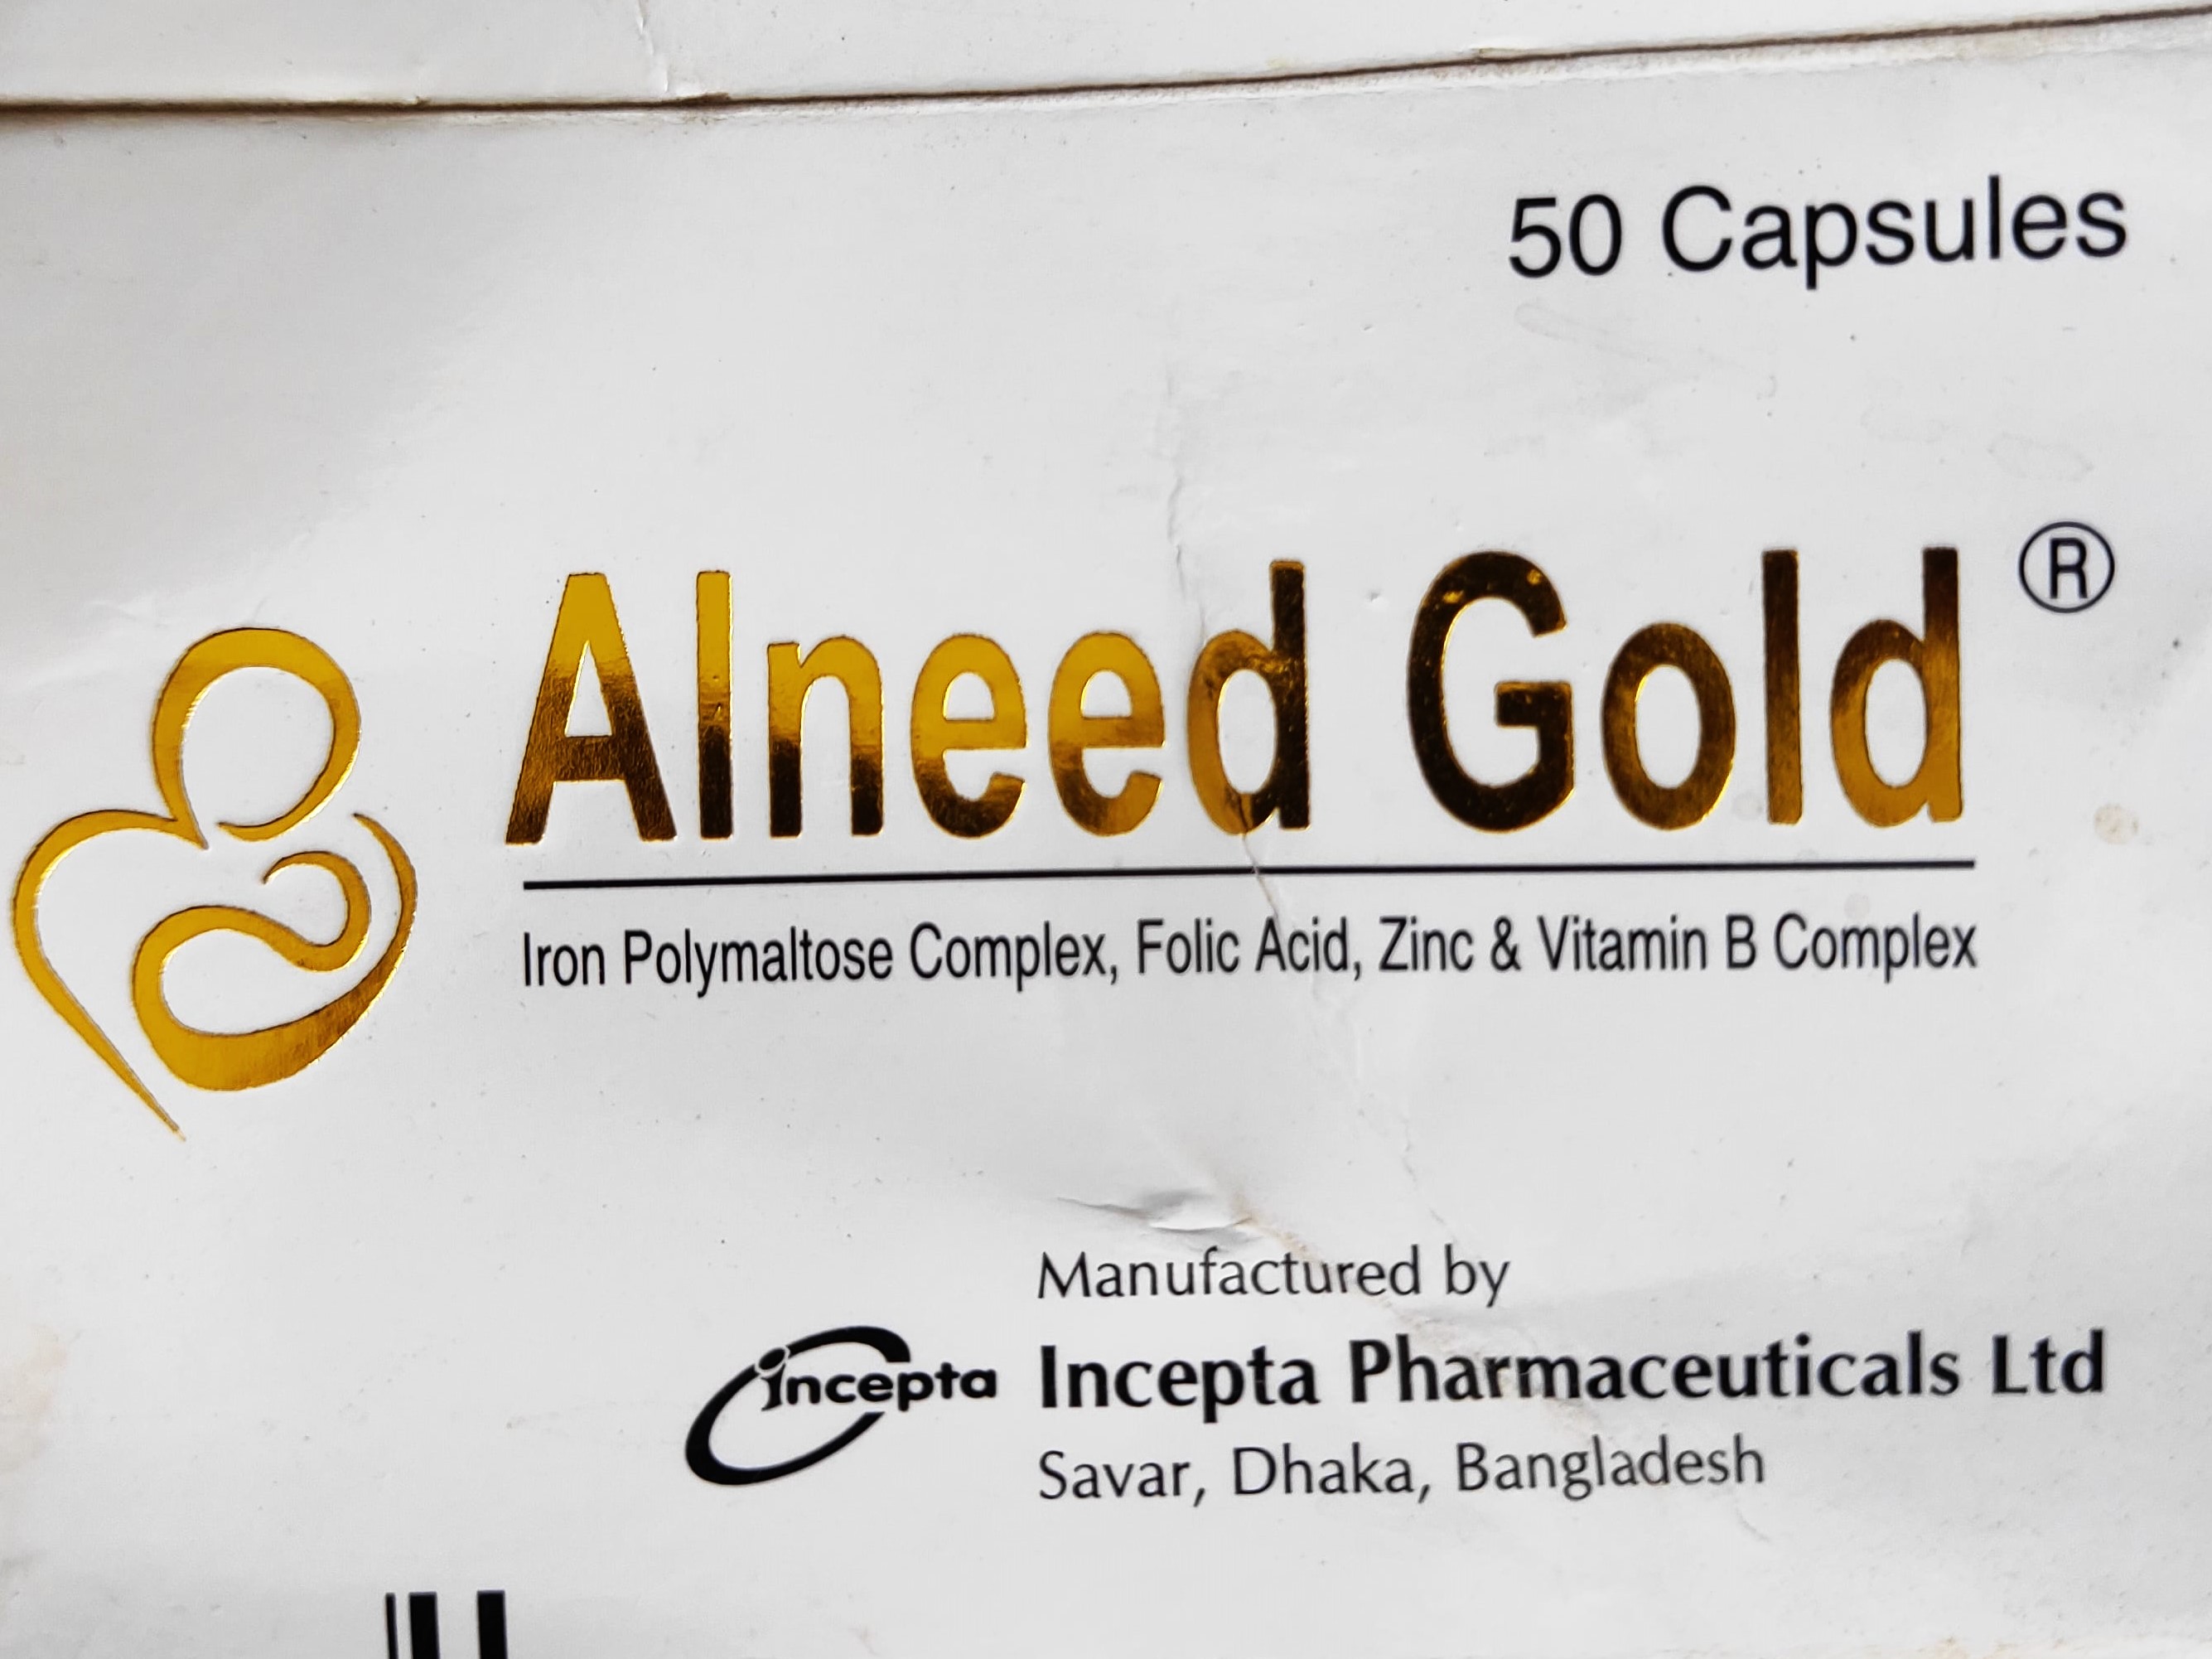 50 Capsules
Alneed Gold ®
Iron Polymaltose Complex, Folic Acid, Zinc & Vitamin B Complex
Manufactured by
incepta
Incepta Pharmaceuticals Ltd
Savar, Dhaka, Bangladesh